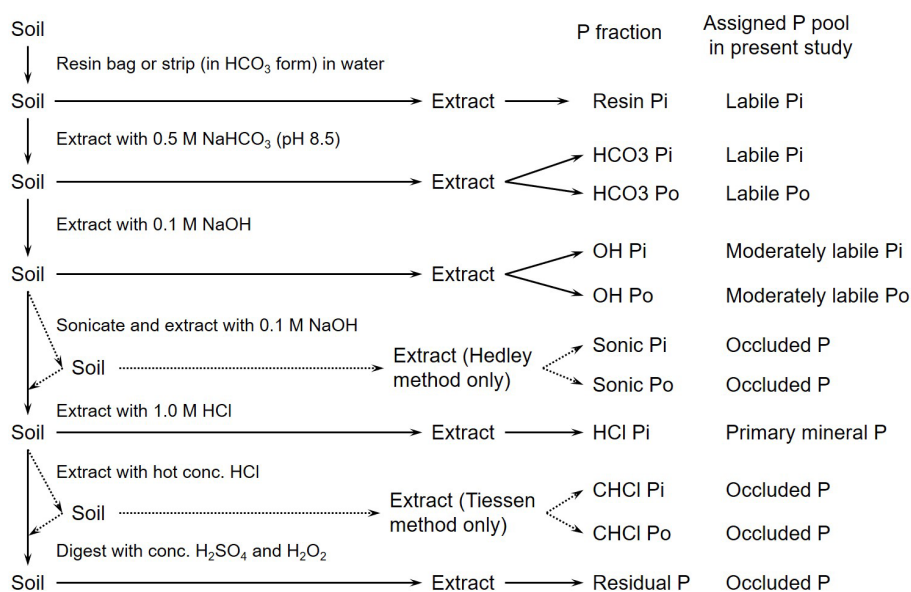 P fraction
Assigned P pool
in present study
Soil
Resin bag or strip (in HCO₃ form) in water
Soil Extract Resin Pi Labile Pi
Extract with 0.5 M NaHCO₃ (pH 8.5)
HCO3 Pi Labile Pi
Soil Extract
HCO3 Po Labile Po
Extract with 0.1 M NaOH
OH Pi Moderately labile Pi
Soil Extract
OH Po Moderately labile Po
Sonicate and extract with 0.1 M NaOH
Sonic Pi Occluded P
Soil
Extract (Hedley
method only)
Sonic Po Occluded P
Extract with 1.0 M HCl
Soil Extract HCl Pi Primary mineral P
Extract with hot conc. HCl
CHCl Pi Occluded P
Soil
Extract (Tiessen
method only)
CHCl Po Occluded P
Digest with conc. H₂SO₄ and H₂O₂
Soil Extract Residual P Occluded P